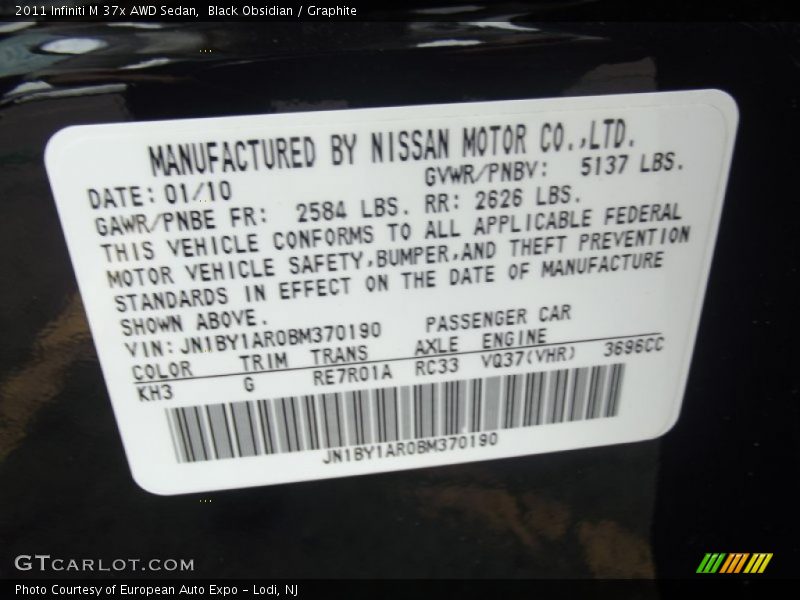 2011 Infiniti M 37x AWD Sedan,  Black Obsidian / Graphite
MANUFACTURED BY NISSAN MOTOR CO.,LTD.
DATE: 01/10 GVWR/PNBV: 5137 LBS.
GAWR/PNBE FR: 2584 LBS. RR: 2626 LBS.
THIS VEHICLE CONFORMS TO ALL APPLICABLE FEDERAL
MOTOR VEHICLE SAFETY,BUMPER,AND THEFT PREVENTION
STANDARDS IN EFFECT ON THE DATE OF MANUFACTURE
SHOWN ABOVE.
VIN: JN1BY1AR0BM370190 PASSENGER CAR
COLOR TRIM TRANS AXLE ENGINE
KH3 G RE7R01A RC33 VQ37(VHR) 3696CC
JN1BY1AR0BM370190
GTCARLOT.COM
Photo Courtesy of European Auto Expo - Lodi, NJ